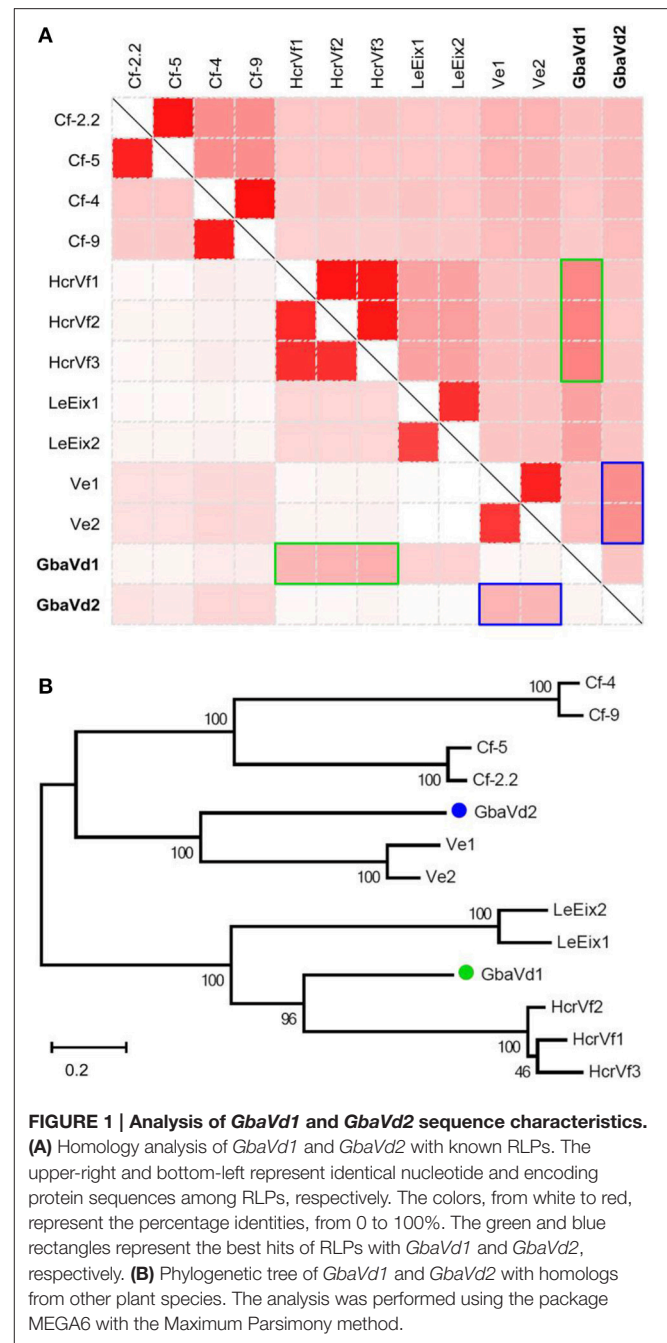 A
Cf-2.2 Cf-5 Cf-4 Cf-9 HcrVf1 HcrVf2 HcrVf3 LeEix1 LeEix2 Ve1 Ve2 GbaVd1 GbaVd2
Cf-2.2
Cf-5
Cf-4
Cf-9
HcrVf1
HcrVf2
HcrVf3
LeEix1
LeEix2
Ve1
Ve2
GbaVd1
GbaVd2
B
100 Cf-4
Cf-9
100
Cf-5
100 Cf-2.2
GbaVd2
100
Ve1
100 Ve2
100 LeEix2
LeEix1
100
GbaVd1
96
HcrVf2
100 HcrVf1
46 HcrVf3
0.2
FIGURE 1 | Analysis of GbaVd1 and GbaVd2 sequence characteristics.
(A) Homology analysis of GbaVd1 and GbaVd2 with known RLPs. The
upper-right and bottom-left represent identical nucleotide and encoding
protein sequences among RLPs, respectively. The colors, from white to red,
represent the percentage identities, from 0 to 100%. The green and blue
rectangles represent the best hits of RLPs with GbaVd1 and GbaVd2,
respectively. (B) Phylogenetic tree of GbaVd1 and GbaVd2 with homologs
from other plant species. The analysis was performed using the package
MEGA6 with the Maximum Parsimony method.